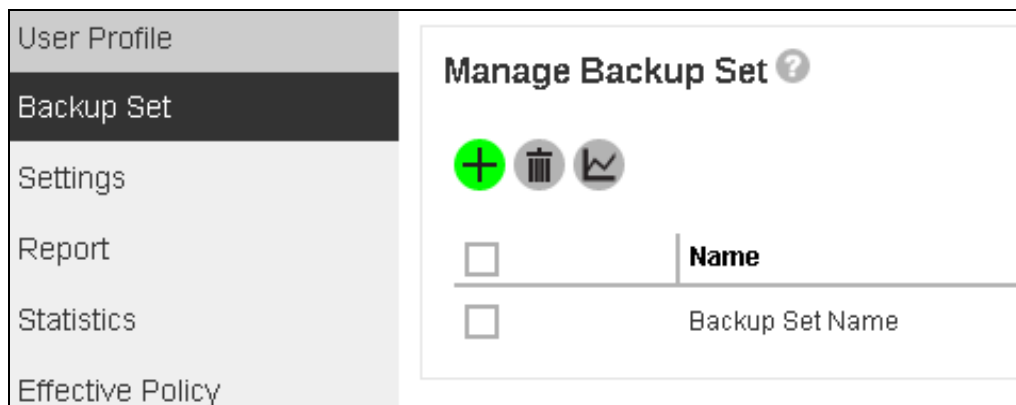 User Profile
Backup Set
Settings
Report
Statistics
Effective Policy
Manage Backup Set ?
Name
Backup Set Name